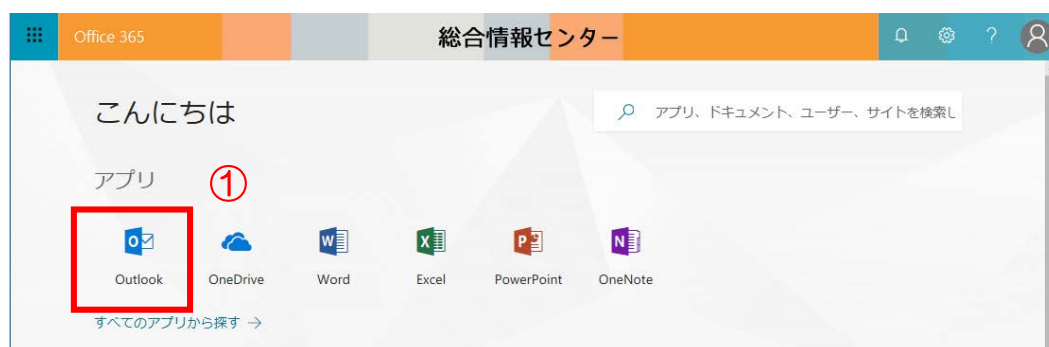 Office 365
総合情報センター
?
こんにちは
アプリ、ドキュメント、ユーザー、サイトを検索し
アプリ
①
Outlook OneDrive Word Excel PowerPoint OneNote
すべてのアプリから探す →